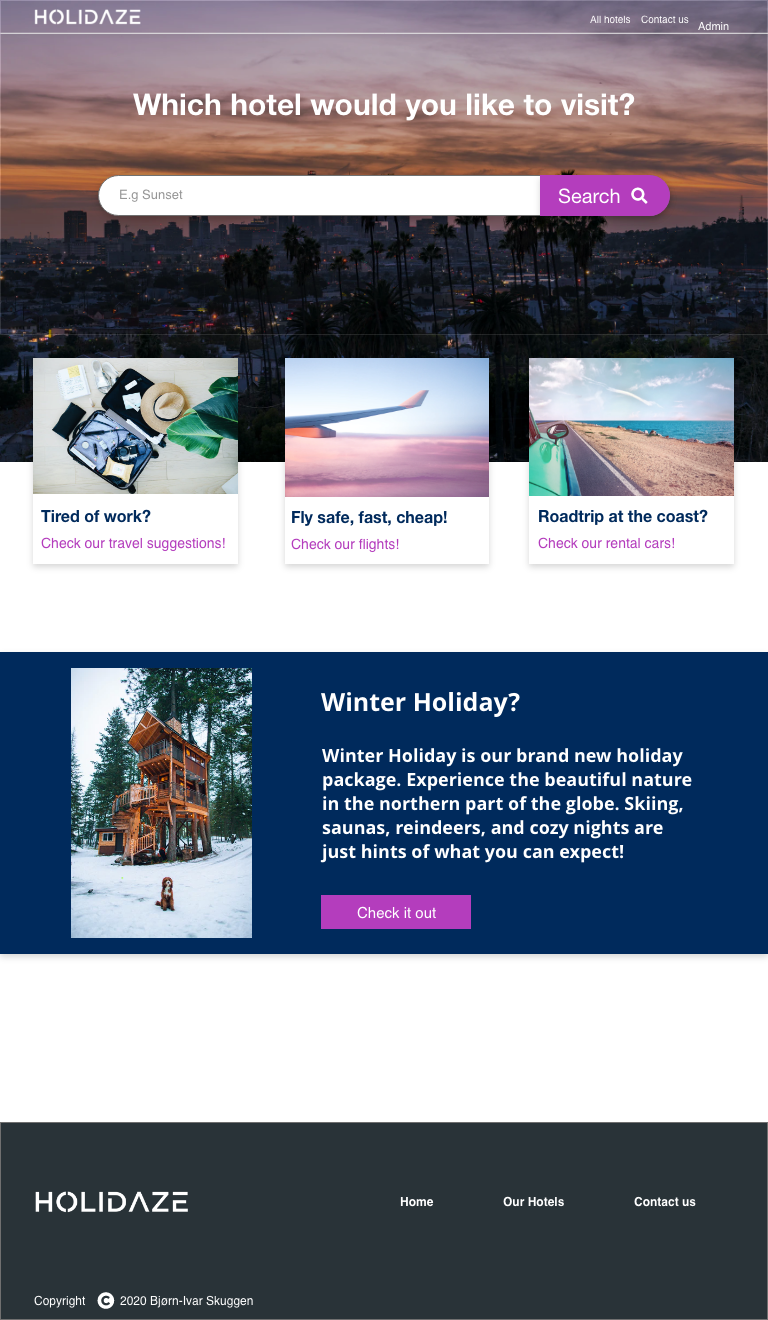 HOLIDAZE
All hotels
Contact us
Admin
Which hotel would you like to visit?
E.g Sunset
Search
Tired of work?
Check our travel suggestions!
Fly safe, fast, cheap!
Check our flights!
Roadtrip at the coast?
Check our rental cars!
Winter Holiday?
Winter Holiday is our brand new holiday
package. Experience the beautiful nature
in the northern part of the globe. Skiing,
saunas, reindeers, and cozy nights are
just hints of what you can expect!
Check it out
HOLIDAZE
Home
Our Hotels
Contact us
Copyright © 2020 Bjørn-Ivar Skuggen